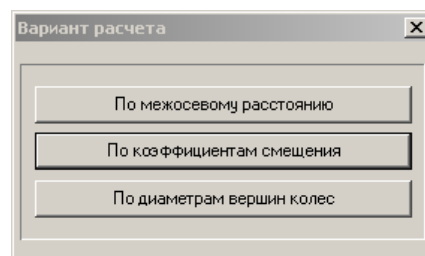 Вариант расчета
По межосевому расстоянию
По коэффициентам смещения
По диаметрам вершин колес